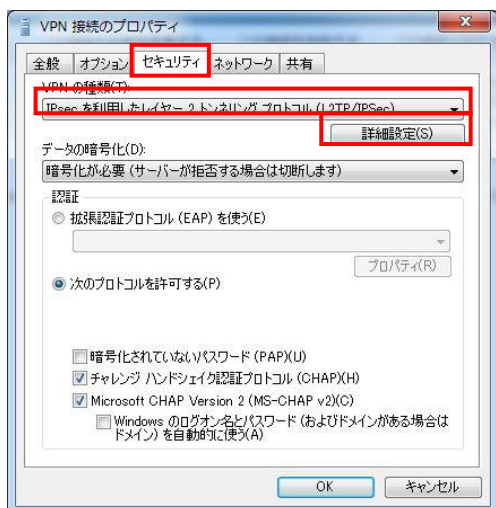 VPN 接続のプロパティ
全般 オプション セキュリティ ネットワーク 共有
VPN の種類(T):
IPsec を利用したレイヤー 2 トンネリング プロトコル (L2TP/IPSec)
詳細設定(S)
データの暗号化(D):
暗号化が必要 (サーバーが拒否する場合は切断します)
認証
拡張認証プロトコル (EAP) を使う(E)
プロパティ(R)
次のプロトコルを許可する(P)
暗号化されていないパスワード (PAP)(U)
チャレンジ ハンドシェイク認証プロトコル (CHAP)(H)
Microsoft CHAP Version 2 (MS-CHAP v2)(C)
Windows のログオン名とパスワード (およびドメインがある場合は
ドメイン) を自動的に使う(A)
OK キャンセル